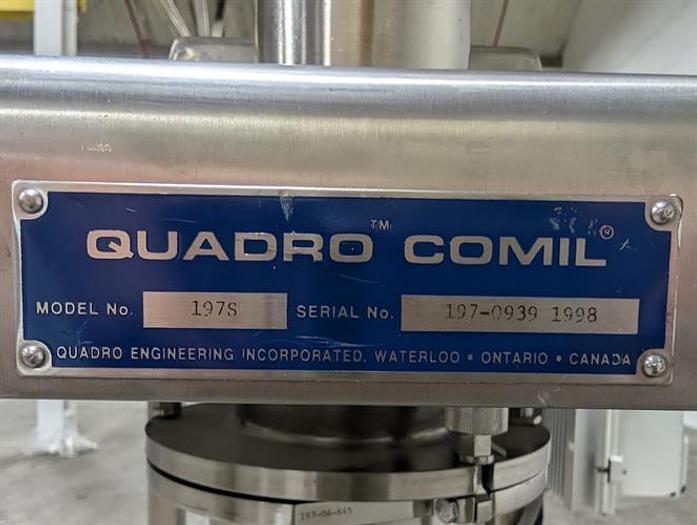 QUADRO™ COMIL®
MODEL No. 197S SERIAL No. 197-0939 1998
QUADRO ENGINEERING INCORPORATED, WATERLOO • ONTARIO • CANADA